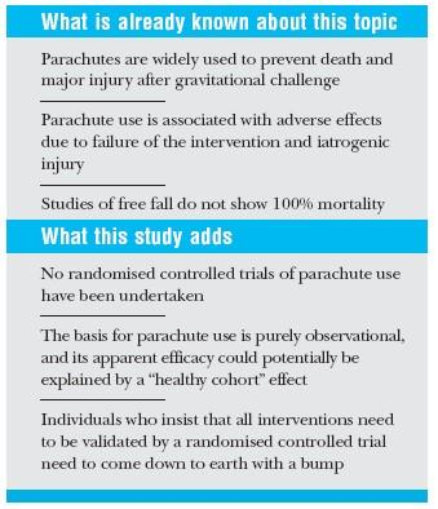 What is already known about this topic
Parachutes are widely used to prevent death and
major injury after gravitational challenge
Parachute use is associated with adverse effects
due to failure of the intervention and iatrogenic
injury
Studies of free fall do not show 100% mortality
What this study adds
No randomised controlled trials of parachute use
have been undertaken
The basis for parachute use is purely observational,
and its apparent efficacy could potentially be
explained by a “healthy cohort” effect
Individuals who insist that all interventions need
to be validated by a randomised controlled trial
need to come down to earth with a bump